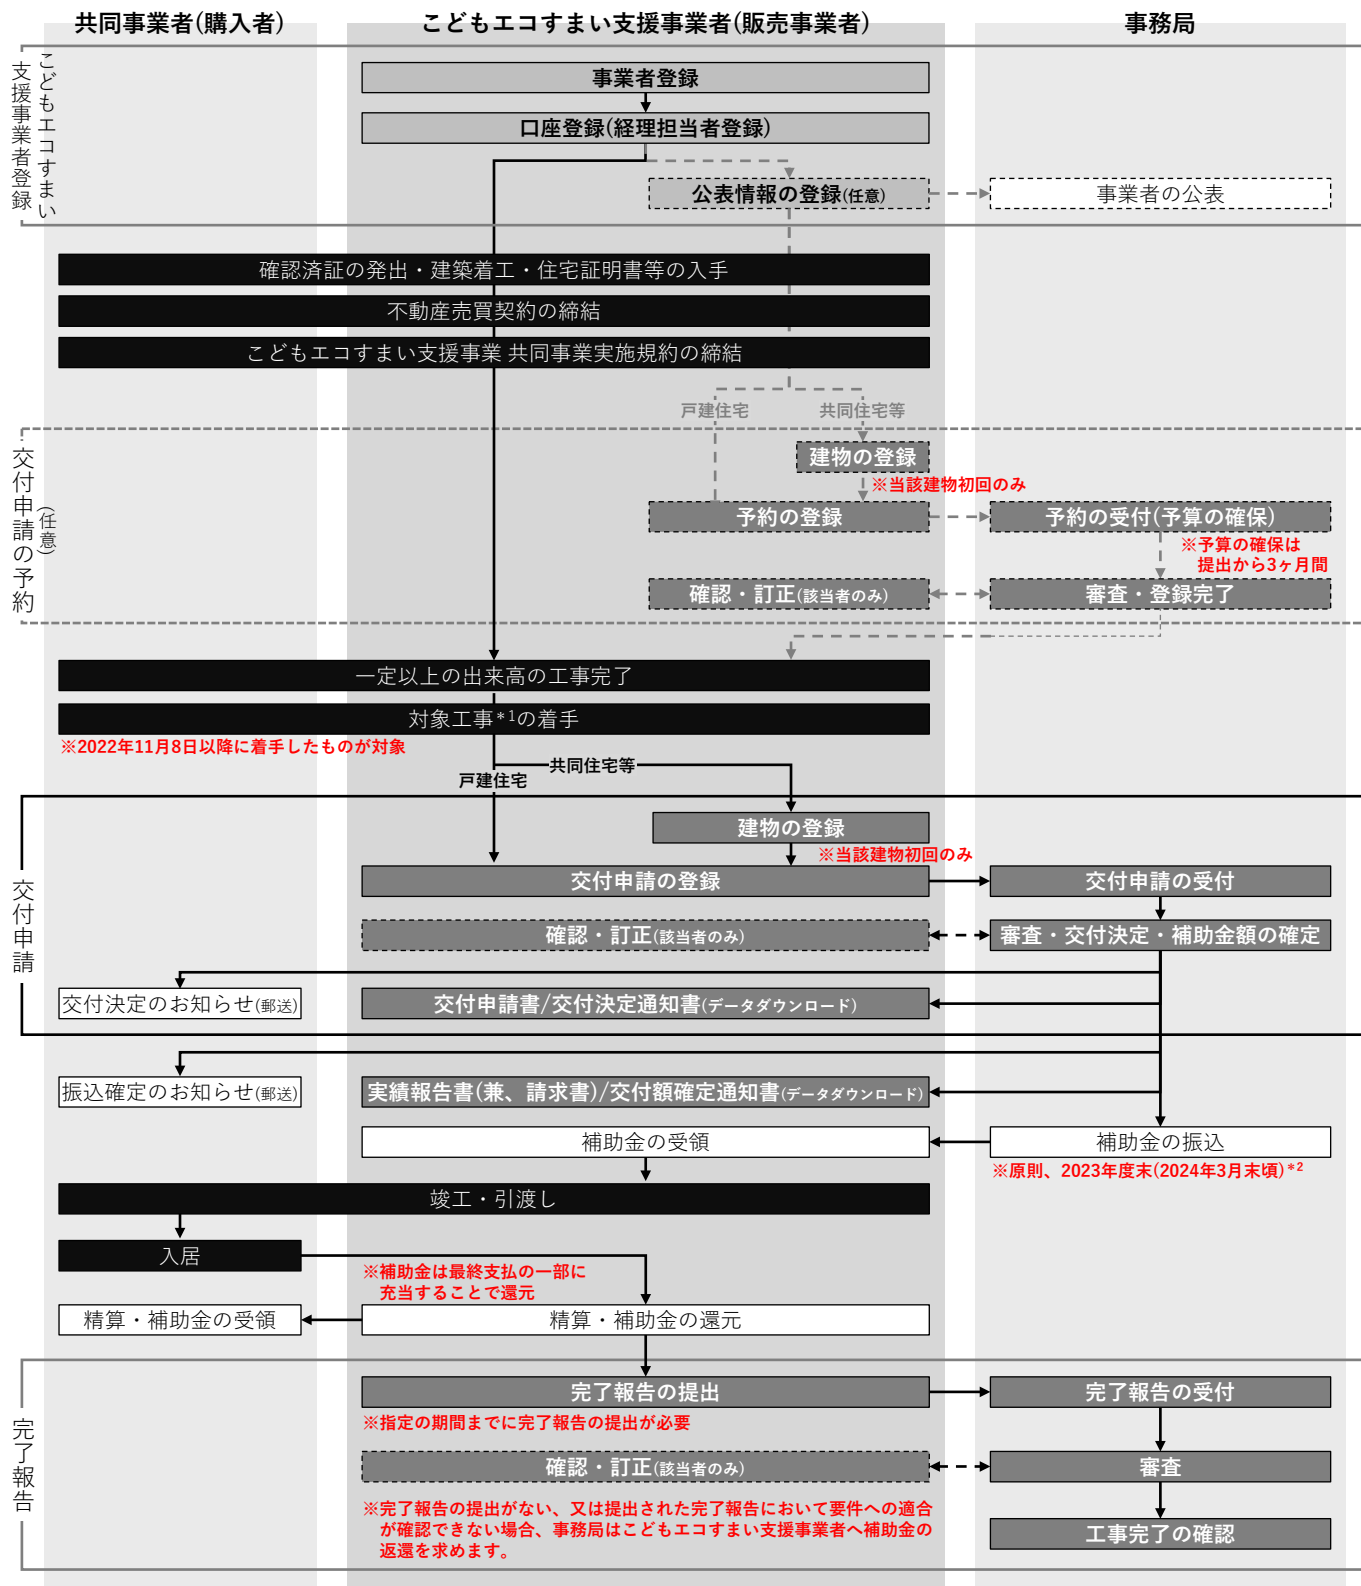 共同事業者(購入者)
こどもエコすまい支援事業者(販売事業者)
事務局
こどもエコすまい
支援事業者登録
事業者登録
口座登録(経理担当者登録)
公表情報の登録(任意)
事業者の公表
確認済証の発出・建築着工・住宅証明書等の入手
不動産売買契約の締結
こどもエコすまい支援事業 共同事業実施規約の締結
戸建住宅
共同住宅等
交付申請の予約
(任意)
建物の登録
※当該建物初回のみ
予約の登録
予約の受付(予算の確保)
※予算の確保は
提出から3ヶ月間
確認・訂正(該当者のみ)
審査・登録完了
一定以上の出来高の工事完了
対象工事*1の着手
※2022年11月8日以降に着手したものが対象
共同住宅等
戸建住宅
交付申請
建物の登録
※当該建物初回のみ
交付申請の登録
交付申請の受付
確認・訂正(該当者のみ)
審査・交付決定・補助金額の確定
交付決定のお知らせ(郵送)
交付申請書/交付決定通知書(データダウンロード)
振込確定のお知らせ(郵送)
実績報告書(兼、請求書)/交付額確定通知書(データダウンロード)
補助金の受領
補助金の振込
※原則、2023年度末(2024年3月末頃)*2
竣工・引渡し
入居
※補助金は最終支払の一部に
充当することで還元
精算・補助金の受領
精算・補助金の還元
完了報告
完了報告の提出
完了報告の受付
※指定の期間までに完了報告の提出が必要
確認・訂正(該当者のみ)
審査
※完了報告の提出がない、又は提出された完了報告において要件への適合
が確認できない場合、事務局はこどもエコすまい支援事業者へ補助金の
返還を求めます。
工事完了の確認